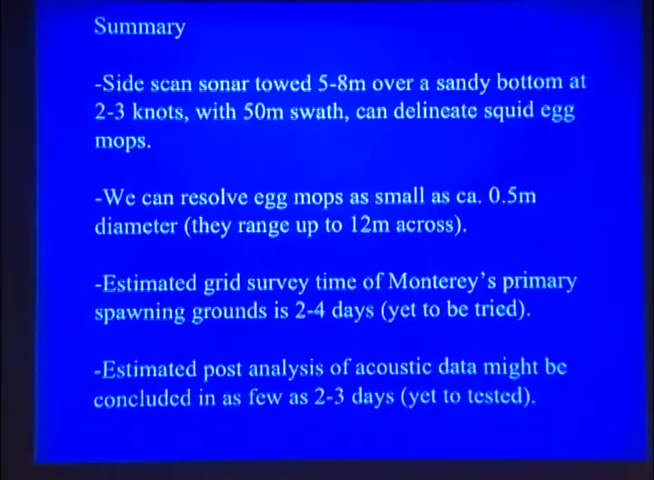 Summary
-Side scan sonar towed 5-8m over a sandy bottom at
2-3 knots, with 50m swath, can delineate squid egg
mops.
-We can resolve egg mops as small as ca. 0.5m
diameter (they range up to 12m across).
-Estimated grid survey time of Monterey's primary
spawning grounds is 2-4 days (yet to be tried).
-Estimated post analysis of acoustic data might be
concluded in as few as 2-3 days (yet to tested).